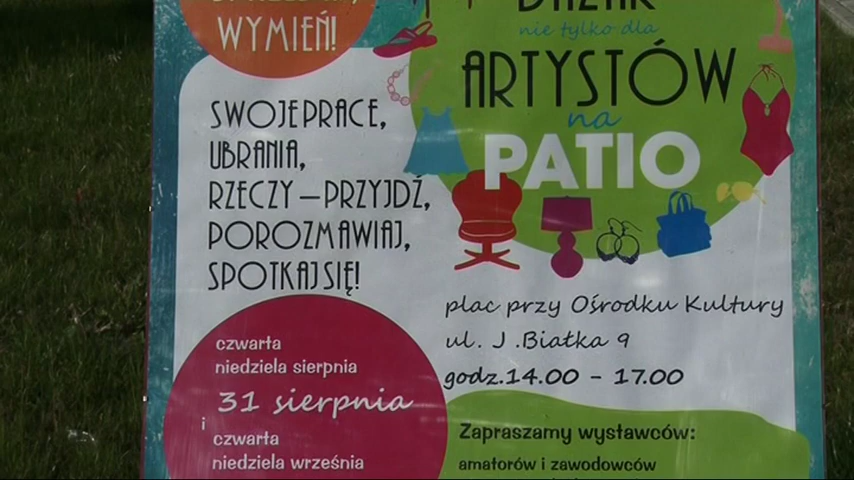 WYMIEŃ!
SWOJE PRACE,
UBRANIA,
RZECZY – PRZYJDŹ,
POROZMAWIAJ,
SPOTKAJ SIĘ!
nie tylko dla
ARTYSTÓW
na
PATIO
plac przy Ośrodku Kultury
ul. J .Białka 9
godz.14.00 - 17.00
czwarta
niedziela sierpnia
31 sierpnia
i
czwarta
niedziela września
Zapraszamy wystawców:
amatorów i zawodowców